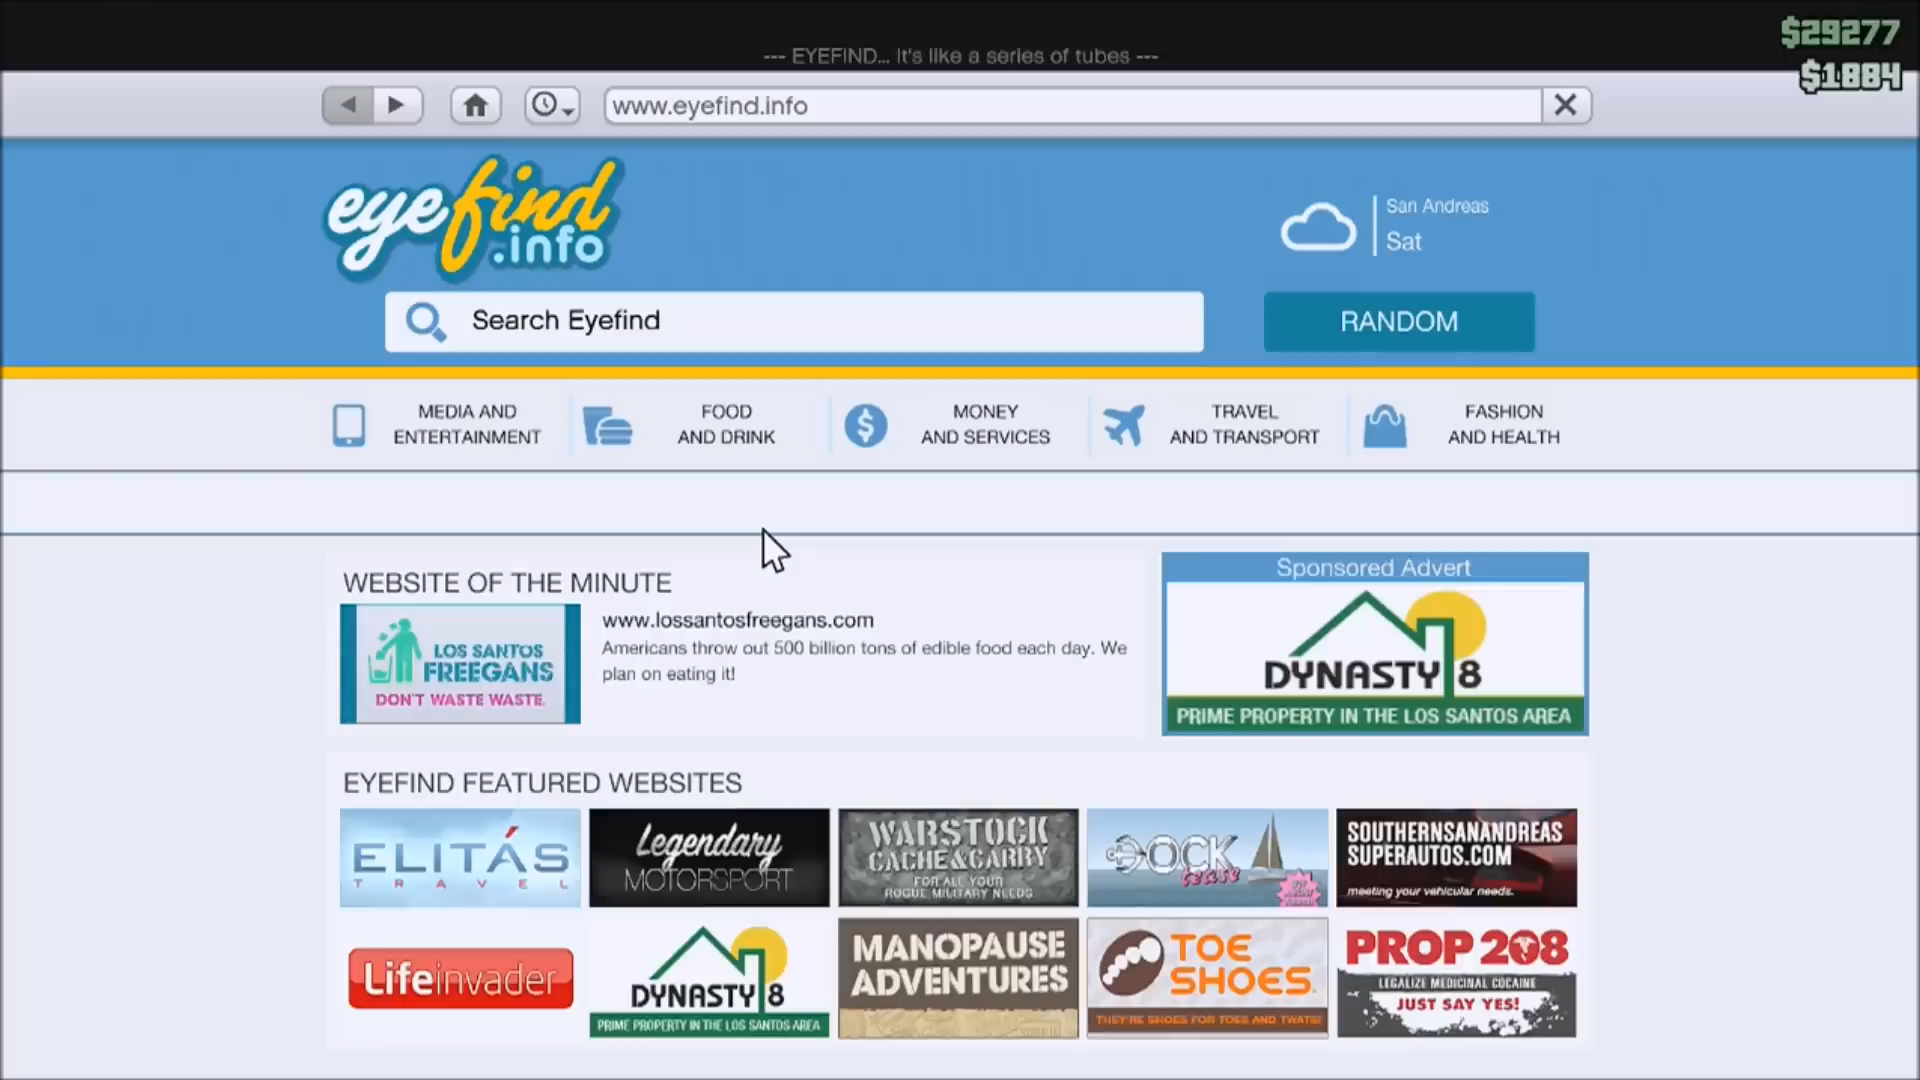 $29277
--- EYEFIND... It's like a series of tubes ---
$1884
www.eyefind.info
eyefind
.info
San Andreas
Sat
Search Eyefind
RANDOM
MEDIA AND
ENTERTAINMENT
FOOD
AND DRINK
MONEY
AND SERVICES
TRAVEL
AND TRANSPORT
FASHION
AND HEALTH
WEBSITE OF THE MINUTE
LOS SANTOS
FREEGANS
DON'T WASTE WASTE.
www.lossantosfreegans.com
Americans throw out 500 billion tons of edible food each day. We
plan on eating it!
Sponsored Advert
DYNASTY 8
PRIME PROPERTY IN THE LOS SANTOS AREA
EYEFIND FEATURED WEBSITES
ELITÁS
TRAVEL
Legendary
MOTORSPORT
WARSTOCK
CACHE&CARRY
FOR ALL YOUR
ROGUE MILITARY NEEDS
DOCK
tease
SOUTHERNSANANDREAS
SUPERAUTOS.COM
meeting your vehicular needs.
Lifeinvader
DYNASTY 8
PRIME PROPERTY IN THE LOS SANTOS AREA
MANOPAUSE
ADVENTURES
TOE
SHOES.
THEY'RE SHOES FOR TOES AND TWATS!
PROP 208
LEGALIZE MEDICINAL COCAINE
JUST SAY YES!